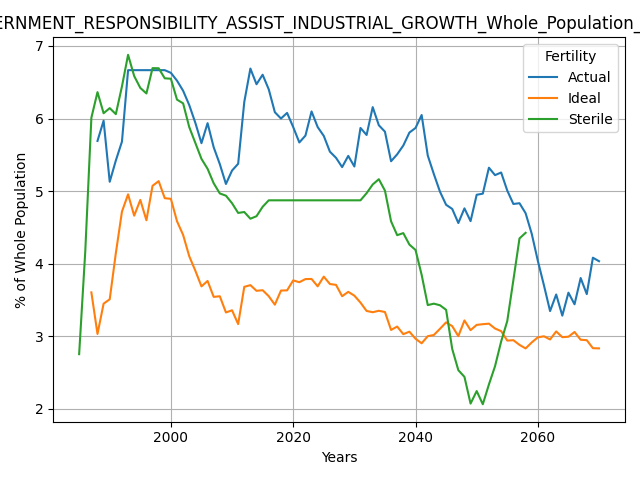 ERNMENT_RESPONSIBILITY_ASSIST_INDUSTRIAL_GROWTH_Whole_Population_
Fertility
Actual
Ideal
Sterile
% of Whole Population
7
6
5
4
3
2
2000 2020 2040 2060
Years